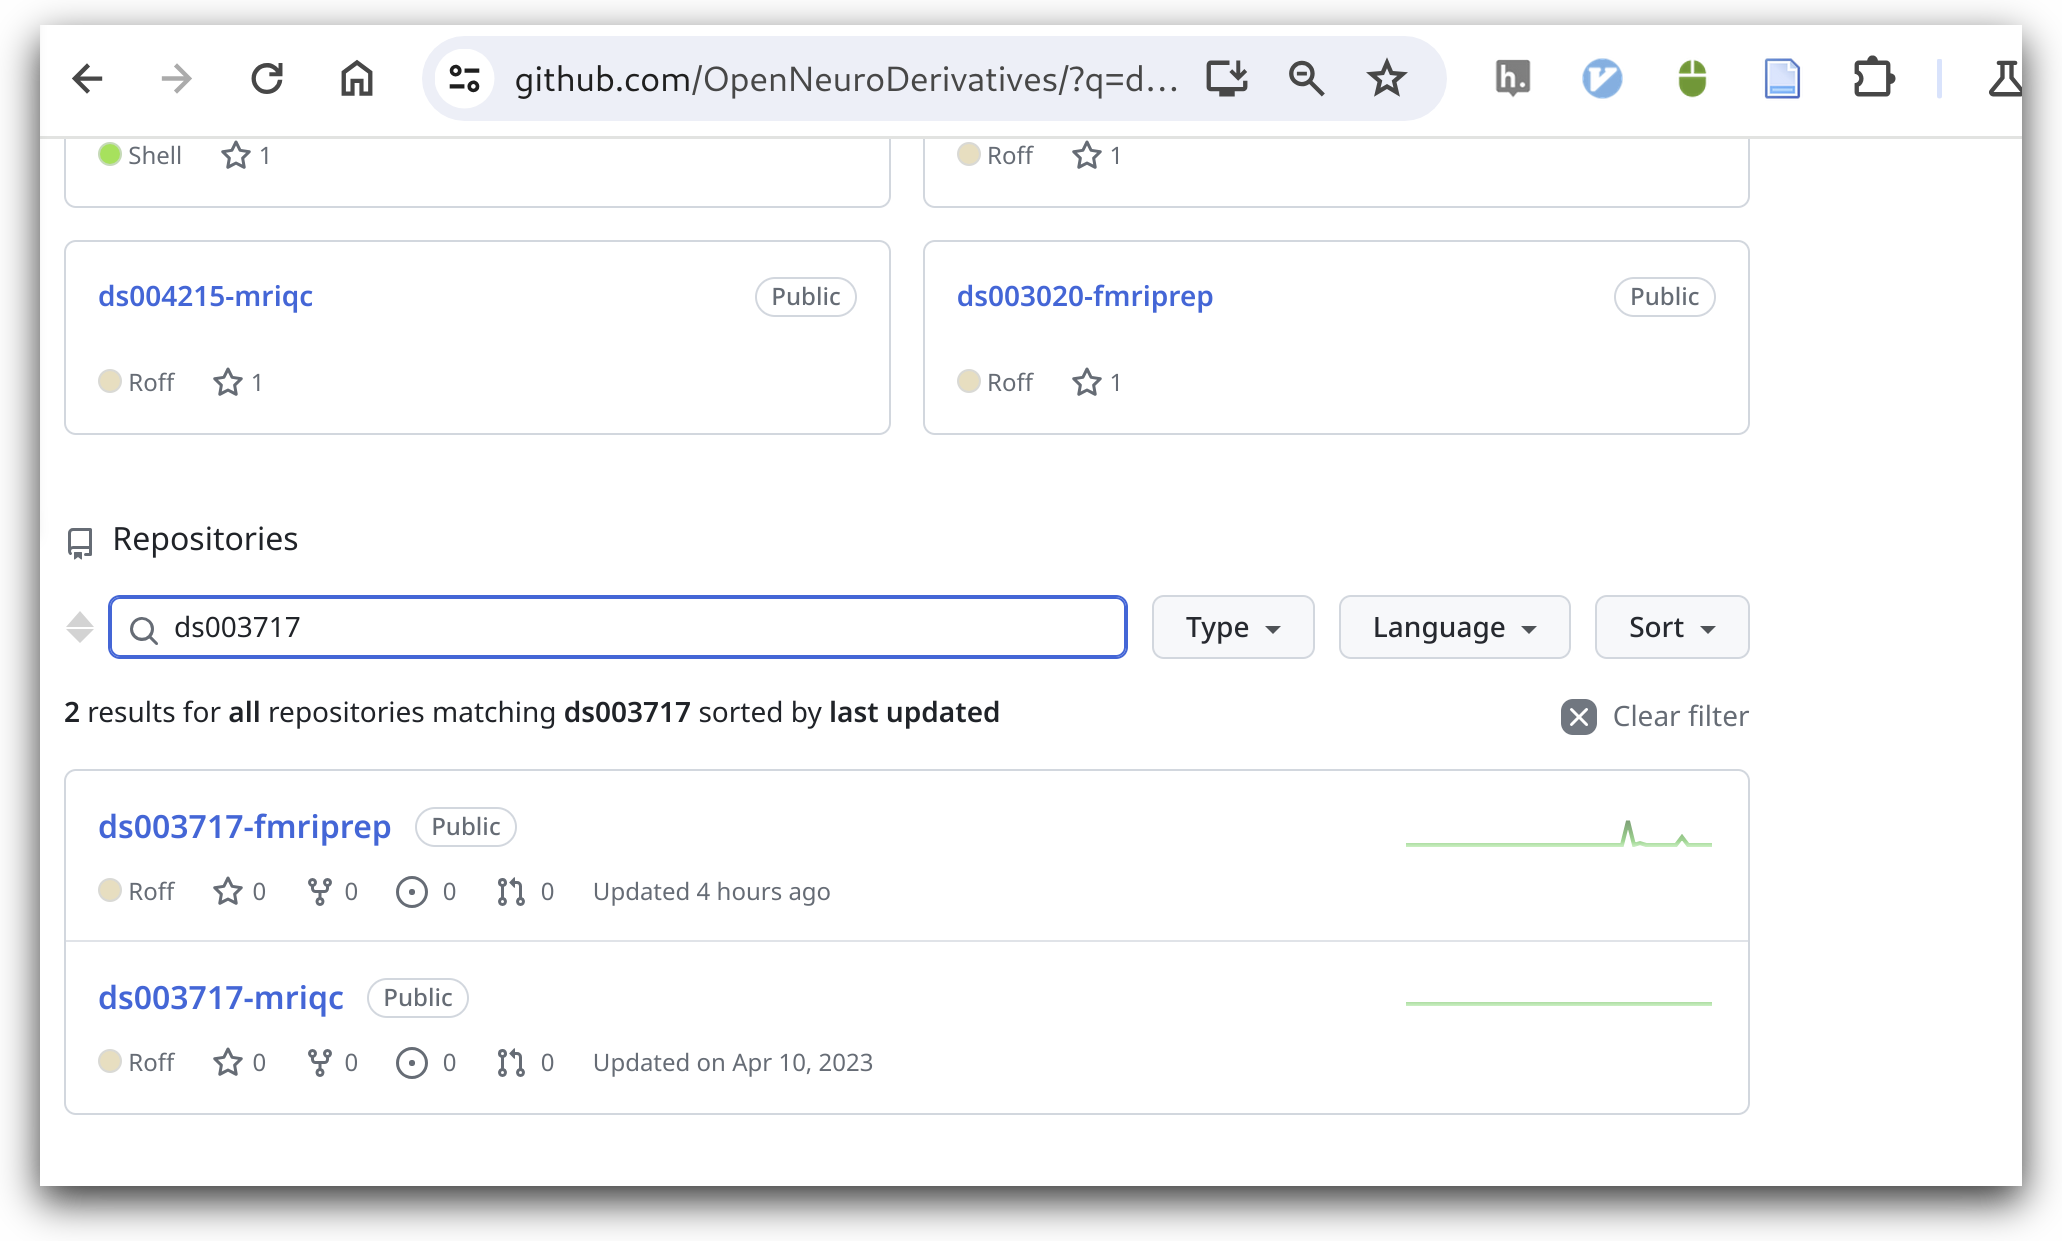 github.com/OpenNeuroDerivatives/?q=d...
h.
Shell 1
Roff 1
ds004215-mriqc Public
Roff 1
ds003020-fmriprep Public
Roff 1
Repositories
ds003717
Type
Language
Sort
2 results for all repositories matching ds003717 sorted by last updated
Clear filter
ds003717-fmriprep Public
Roff 0 0 0 0 Updated 4 hours ago
ds003717-mriqc Public
Roff 0 0 0 0 Updated on Apr 10, 2023